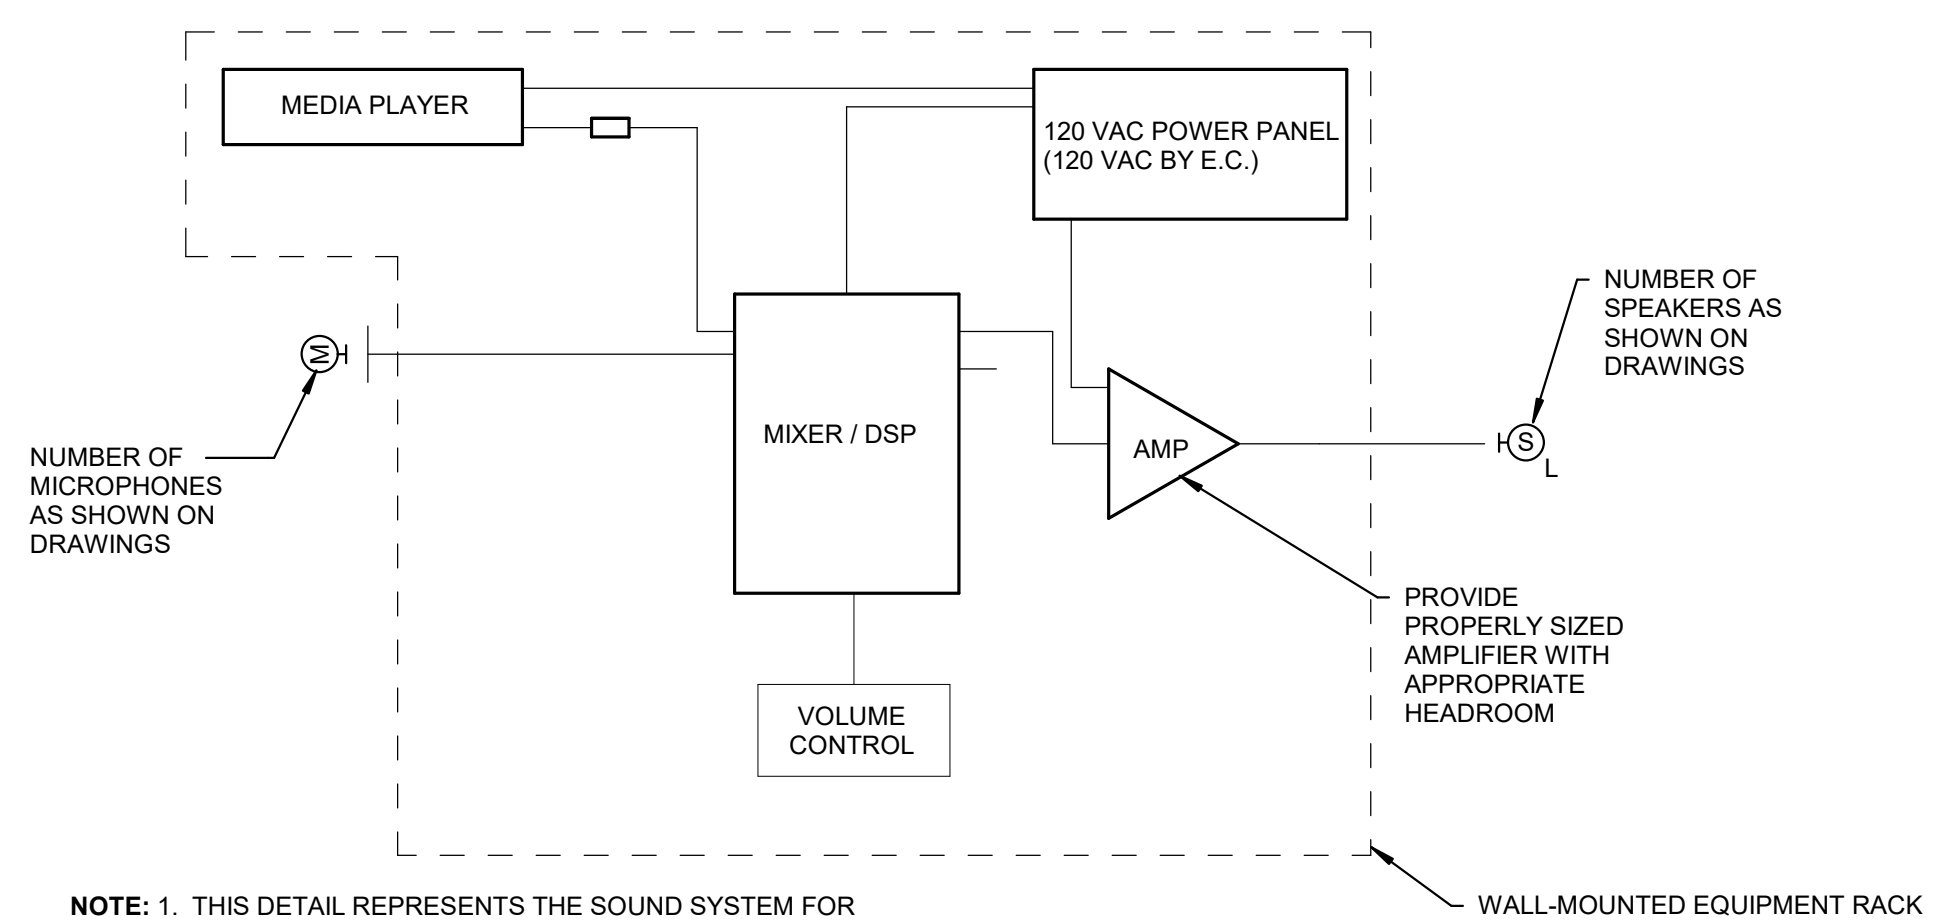 MEDIA PLAYER
120 VAC POWER PANEL
(120 VAC BY E.C.)
NUMBER OF
SPEAKERS AS
SHOWN ON
DRAWINGS
M
MIXER / DSP
AMP
S
L
NUMBER OF
MICROPHONES
AS SHOWN ON
DRAWINGS
PROVIDE
PROPERLY SIZED
AMPLIFIER WITH
APPROPRIATE
HEADROOM
VOLUME
CONTROL
NOTE: 1. THIS DETAIL REPRESENTS THE SOUND SYSTEM FOR
WALL-MOUNTED EQUIPMENT RACK